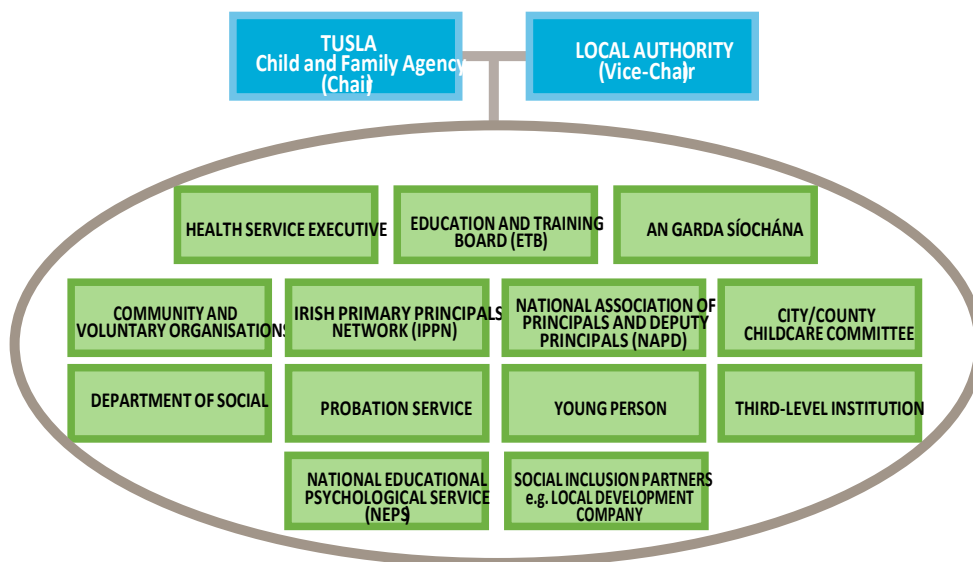 TUSLA
Child and Family Agency
(Chair)
LOCAL AUTHORITY
(Vice-Chair)
HEALTH SERVICE EXECUTIVE
EDUCATION AND TRAINING
BOARD (ETB)
AN GARDA SÍOCHÁNA
COMMUNITY AND
VOLUNTARY ORGANISATIONS
IRISH PRIMARY PRINCIPALS
NETWORK (IPPN)
NATIONAL ASSOCIATION OF
PRINCIPALS AND DEPUTY
PRINCIPALS (NAPD)
CITY/COUNTY
CHILDCARE COMMITTEE
DEPARTMENT OF SOCIAL
PROBATION SERVICE
YOUNG PERSON
THIRD-LEVEL INSTITUTION
NATIONAL EDUCATIONAL
PSYCHOLOGICAL SERVICE
(NEPS)
SOCIAL INCLUSION PARTNERS
e.g. LOCAL DEVELOPMENT
COMPANY